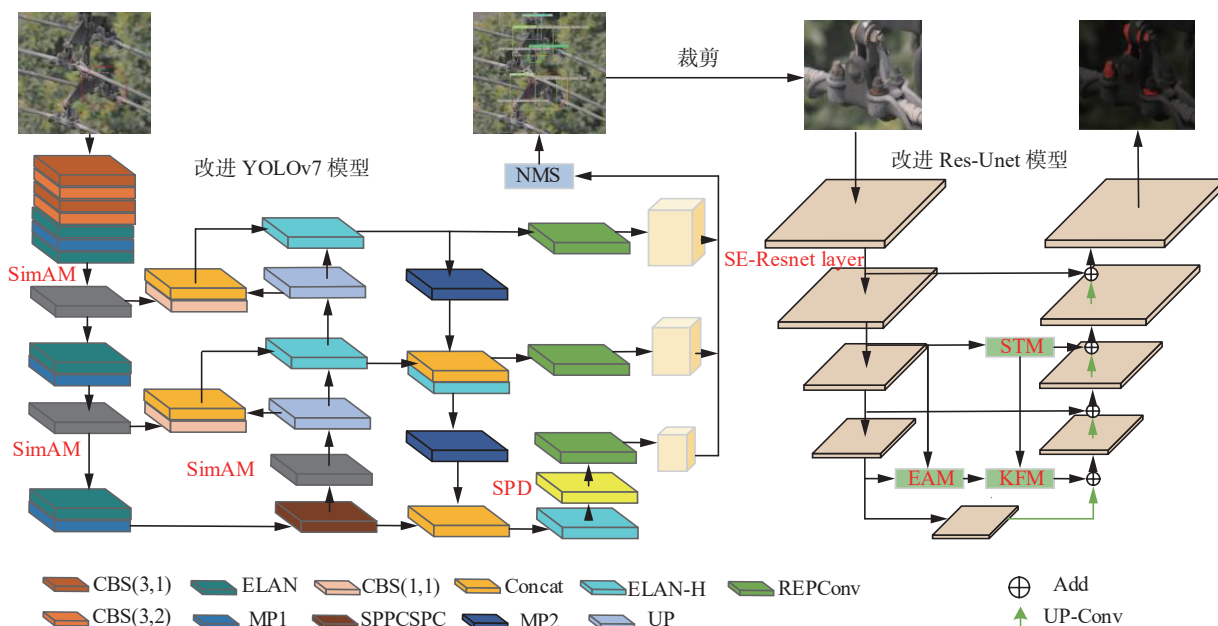 裁剪
改进 YOLOv7 模型
NMS
改进 Res-Unet 模型
SimAM
SE-Resnet layer
STM
SimAM
SimAM
SPD
EAM
KFM
CBS(3,1)
ELAN
CBS(1,1)
Concat
ELAN-H
REPConv
Add
CBS(3,2)
MP1
SPPCSPC
MP2
UP
UP-Conv